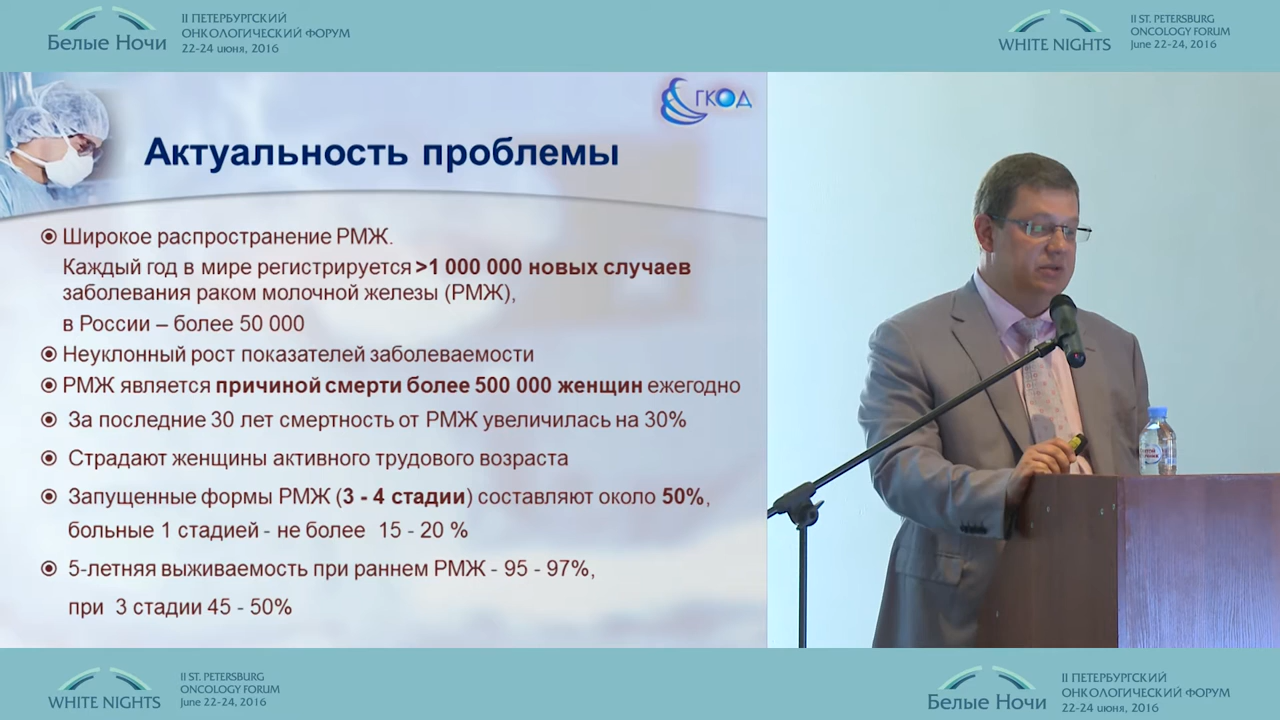 Белые Ночи
II ПЕТЕРБУРГСКИЙ
ОНКОЛОГИЧЕСКИЙ ФОРУМ
22-24 июня, 2016
WHITE NIGHTS
II ST. PETERSBURG
ONCOLOGY FORUM
June 22-24, 2016
ГКОД
Актуальность проблемы
Широкое распространение РМЖ.
Каждый год в мире регистрируется >1 000 000 новых случаев
заболевания раком молочной железы (РМЖ),
в России – более 50 000
Неуклонный рост показателей заболеваемости
РМЖ является причиной смерти более 500 000 женщин ежегодно
За последние 30 лет смертность от РМЖ увеличилась на 30%
Страдают женщины активного трудового возраста
Запущенные формы РМЖ (3 - 4 стадии) составляют около 50%,
больные 1 стадией - не более 15 - 20 %
5-летняя выживаемость при раннем РМЖ - 95 - 97%,
при 3 стадии 45 - 50%
WHITE NIGHTS
II ST. PETERSBURG
ONCOLOGY FORUM
June 22-24, 2016
Белые Ночи
II ПЕТЕРБУРГСКИЙ
ОНКОЛОГИЧЕСКИЙ ФОРУМ
22-24 июня, 2016